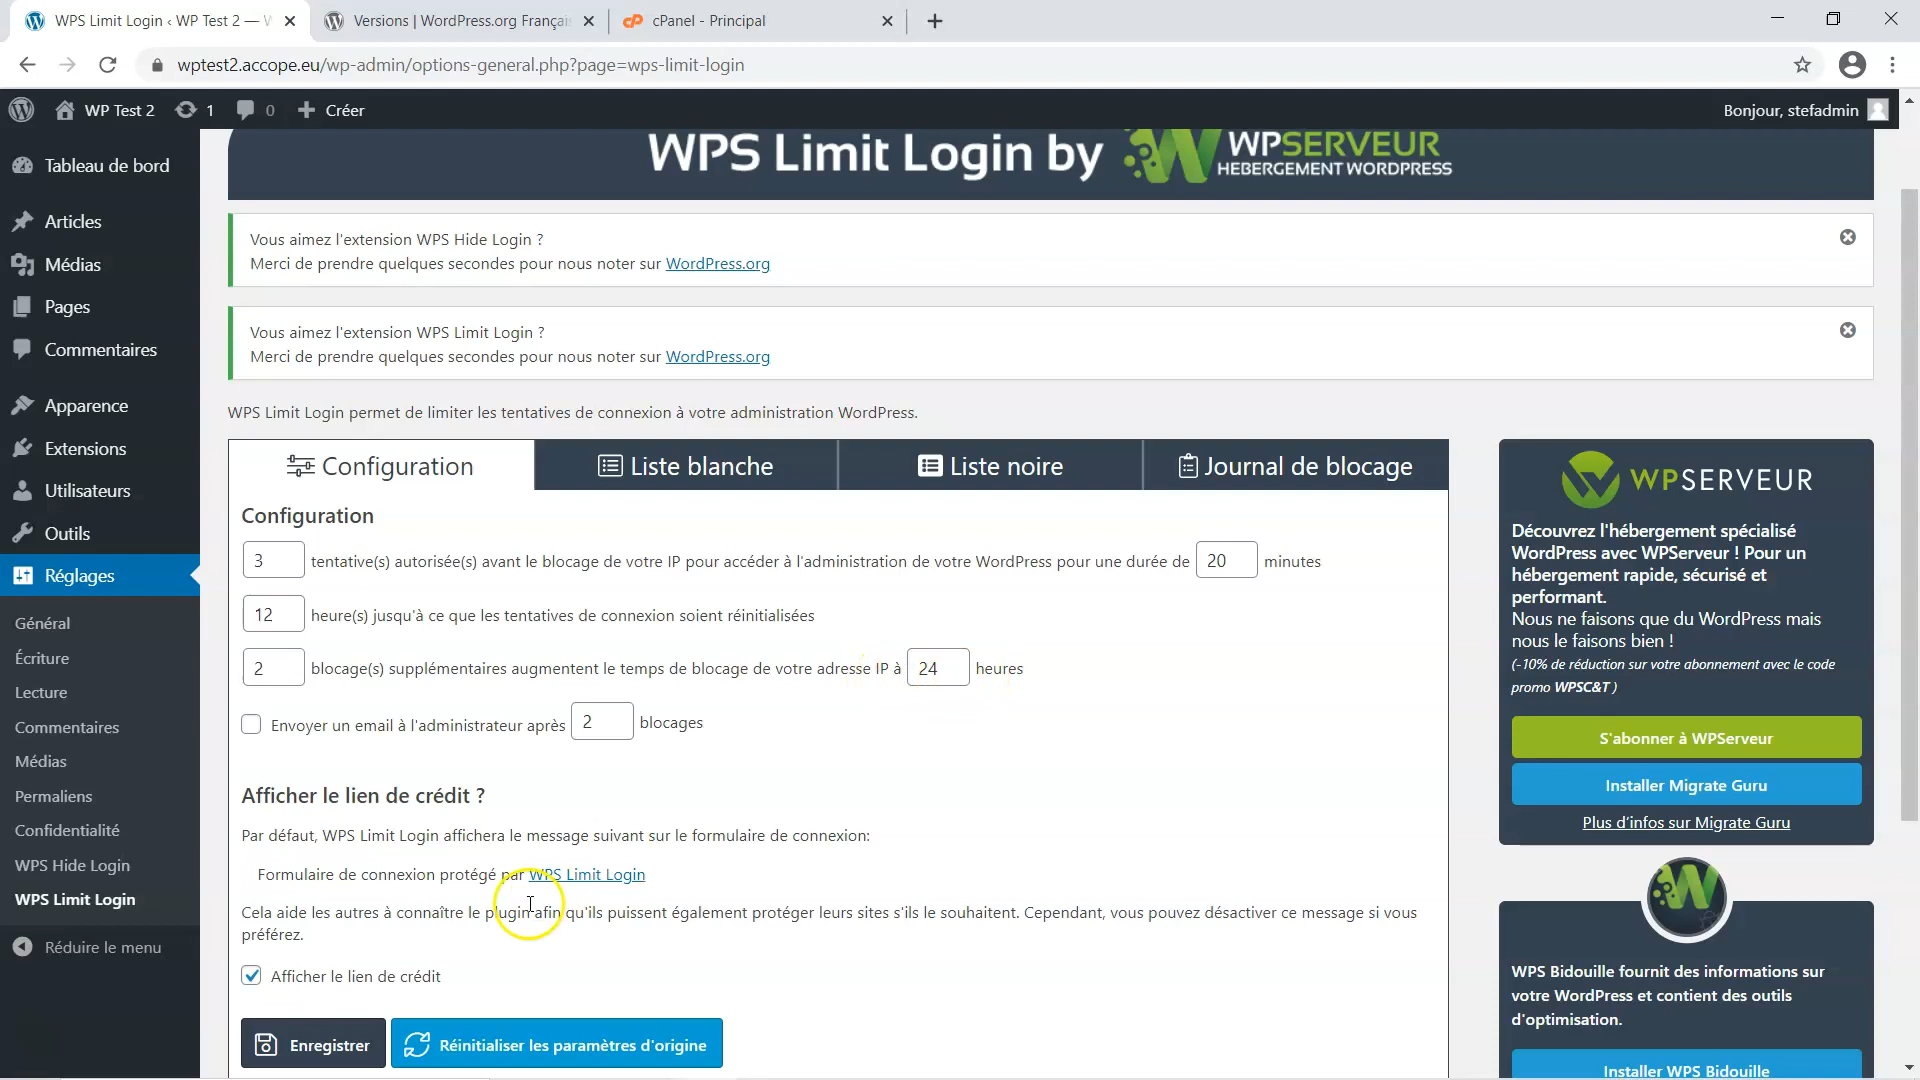 WPS Limit Login ‹ WP Test 2 — W
Versions | WordPress.org Françai
cPanel - Principal
wptest2.accope.eu/wp-admin/options-general.php?page=wps-limit-login
WP Test 2
1
0
Créer
Bonjour, stefadmin
Tableau de bord
Articles
Médias
Pages
Commentaires
Apparence
Extensions
Utilisateurs
Outils
Réglages
Général
Écriture
Lecture
Commentaires
Médias
Permaliens
Confidentialité
WPS Hide Login
WPS Limit Login
Réduire le menu
WPS Limit Login by
WPSERVEUR
HEBERGEMENT WORDPRESS
Vous aimez l'extension WPS Hide Login ?
Merci de prendre quelques secondes pour nous noter sur WordPress.org
Vous aimez l'extension WPS Limit Login ?
Merci de prendre quelques secondes pour nous noter sur WordPress.org
WPS Limit Login permet de limiter les tentatives de connexion à votre administration WordPress.
Configuration
Liste blanche
Liste noire
Journal de blocage
Configuration
3 tentative(s) autorisée(s) avant le blocage de votre IP pour accéder à l'administration de votre WordPress pour une durée de 20 minutes
12 heure(s) jusqu'à ce que les tentatives de connexion soient réinitialisées
2 blocage(s) supplémentaires augmentent le temps de blocage de votre adresse IP à 24 heures
Envoyer un email à l'administrateur après 2 blocages
Afficher le lien de crédit ?
Par défaut, WPS Limit Login affichera le message suivant sur le formulaire de connexion:
Formulaire de connexion protégé par WPS Limit Login
Cela aide les autres à connaître le plugin afin qu'ils puissent également protéger leurs sites s'ils le souhaitent. Cependant, vous pouvez désactiver ce message si vous
préférez.
Afficher le lien de crédit
Enregistrer
Réinitialiser les paramètres d'origine
WPSERVEUR
Découvrez l'hébergement spécialisé
WordPress avec WPServeur ! Pour un
hébergement rapide, sécurisé et
performant.
Nous ne faisons que du WordPress mais
nous le faisons bien !
(-10% de réduction sur votre abonnement avec le code
promo WPSC&T )
S'abonner à WPServeur
Installer Migrate Guru
Plus d'infos sur Migrate Guru
WPS Bidouille fournit des informations sur
votre WordPress et contient des outils
d'optimisation.
Installer WPS Bidouille